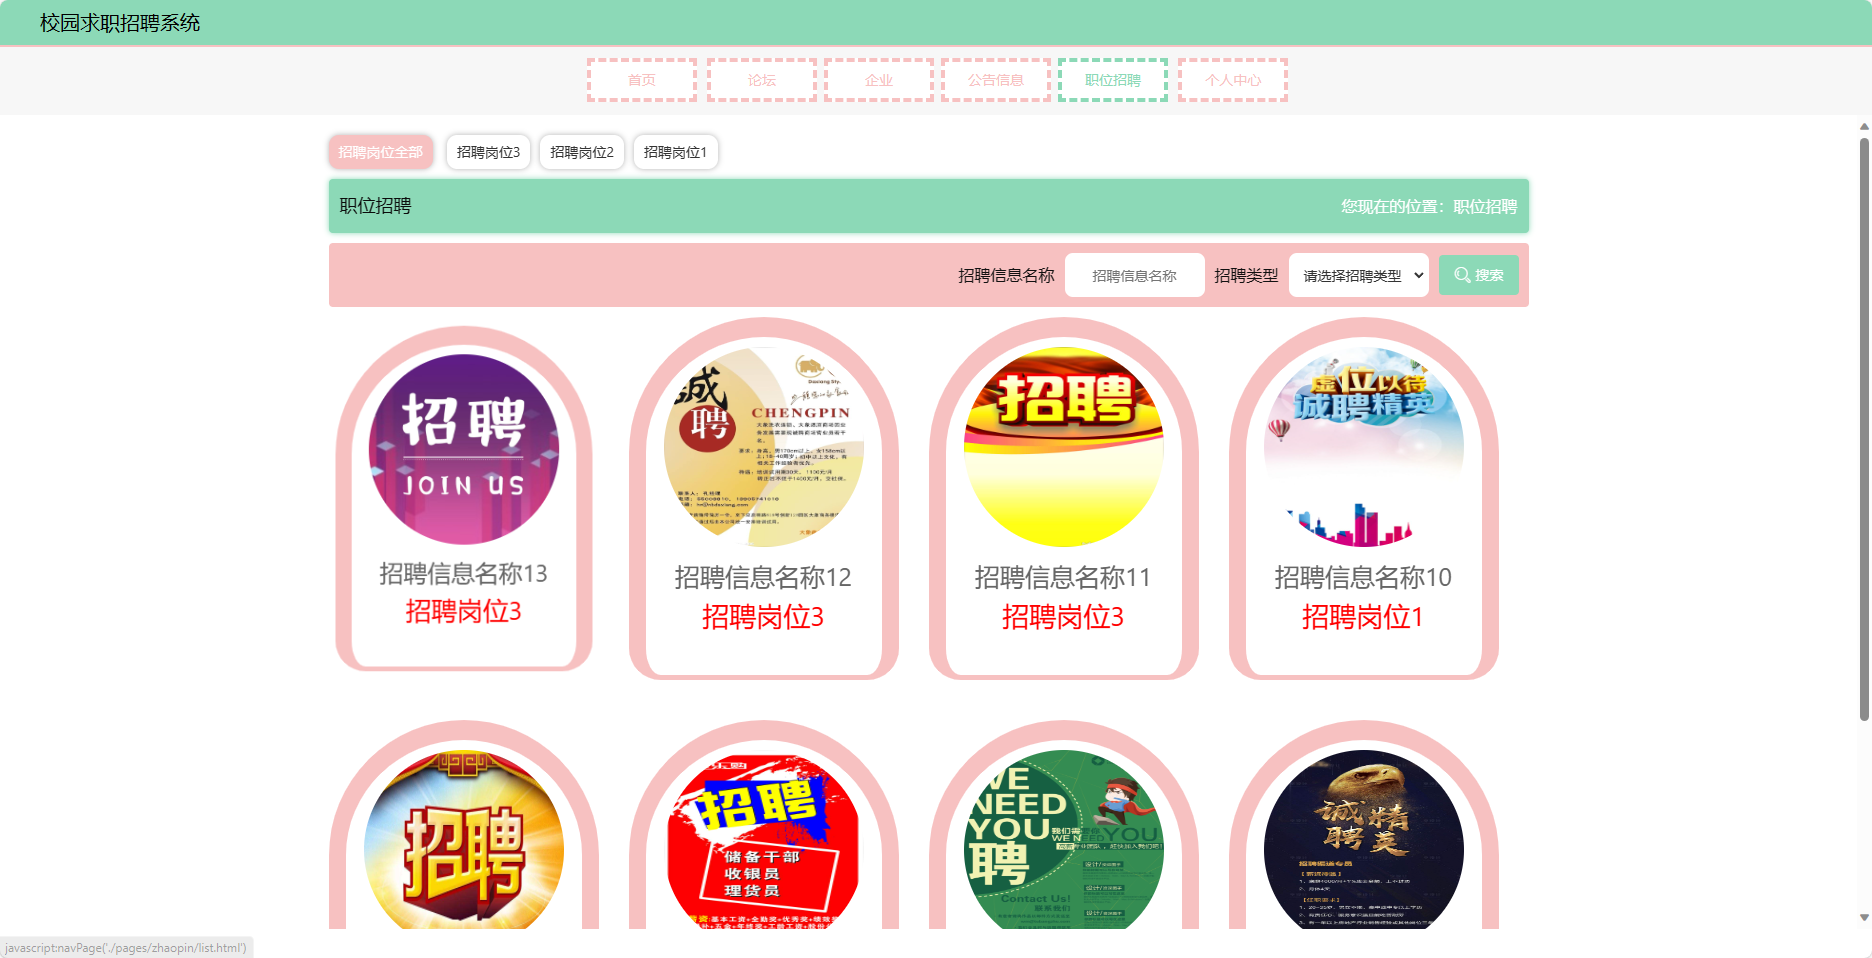 校园求职招聘系统
首页 论坛 企业 公告信息 职位招聘 个人中心
招聘岗位全部 招聘岗位3 招聘岗位2 招聘岗位1
职位招聘 您现在的位置：职位招聘
招聘信息名称 招聘信息名称 招聘类型 请选择招聘类型 搜索
招聘
JOIN US
招聘信息名称13
招聘岗位3
诚
聘
CHENGPIN
招聘信息名称12
招聘岗位3
招聘
招聘信息名称11
招聘岗位3
虚位以待
诚聘精英
招聘信息名称10
招聘岗位1
招聘
招聘
储备干部
收银员
理货员
WE
NEED
YOU
聘
Contact Us!
联系我们
诚聘
精英
javascript:navPage('./pages/zhaopin/list.html')